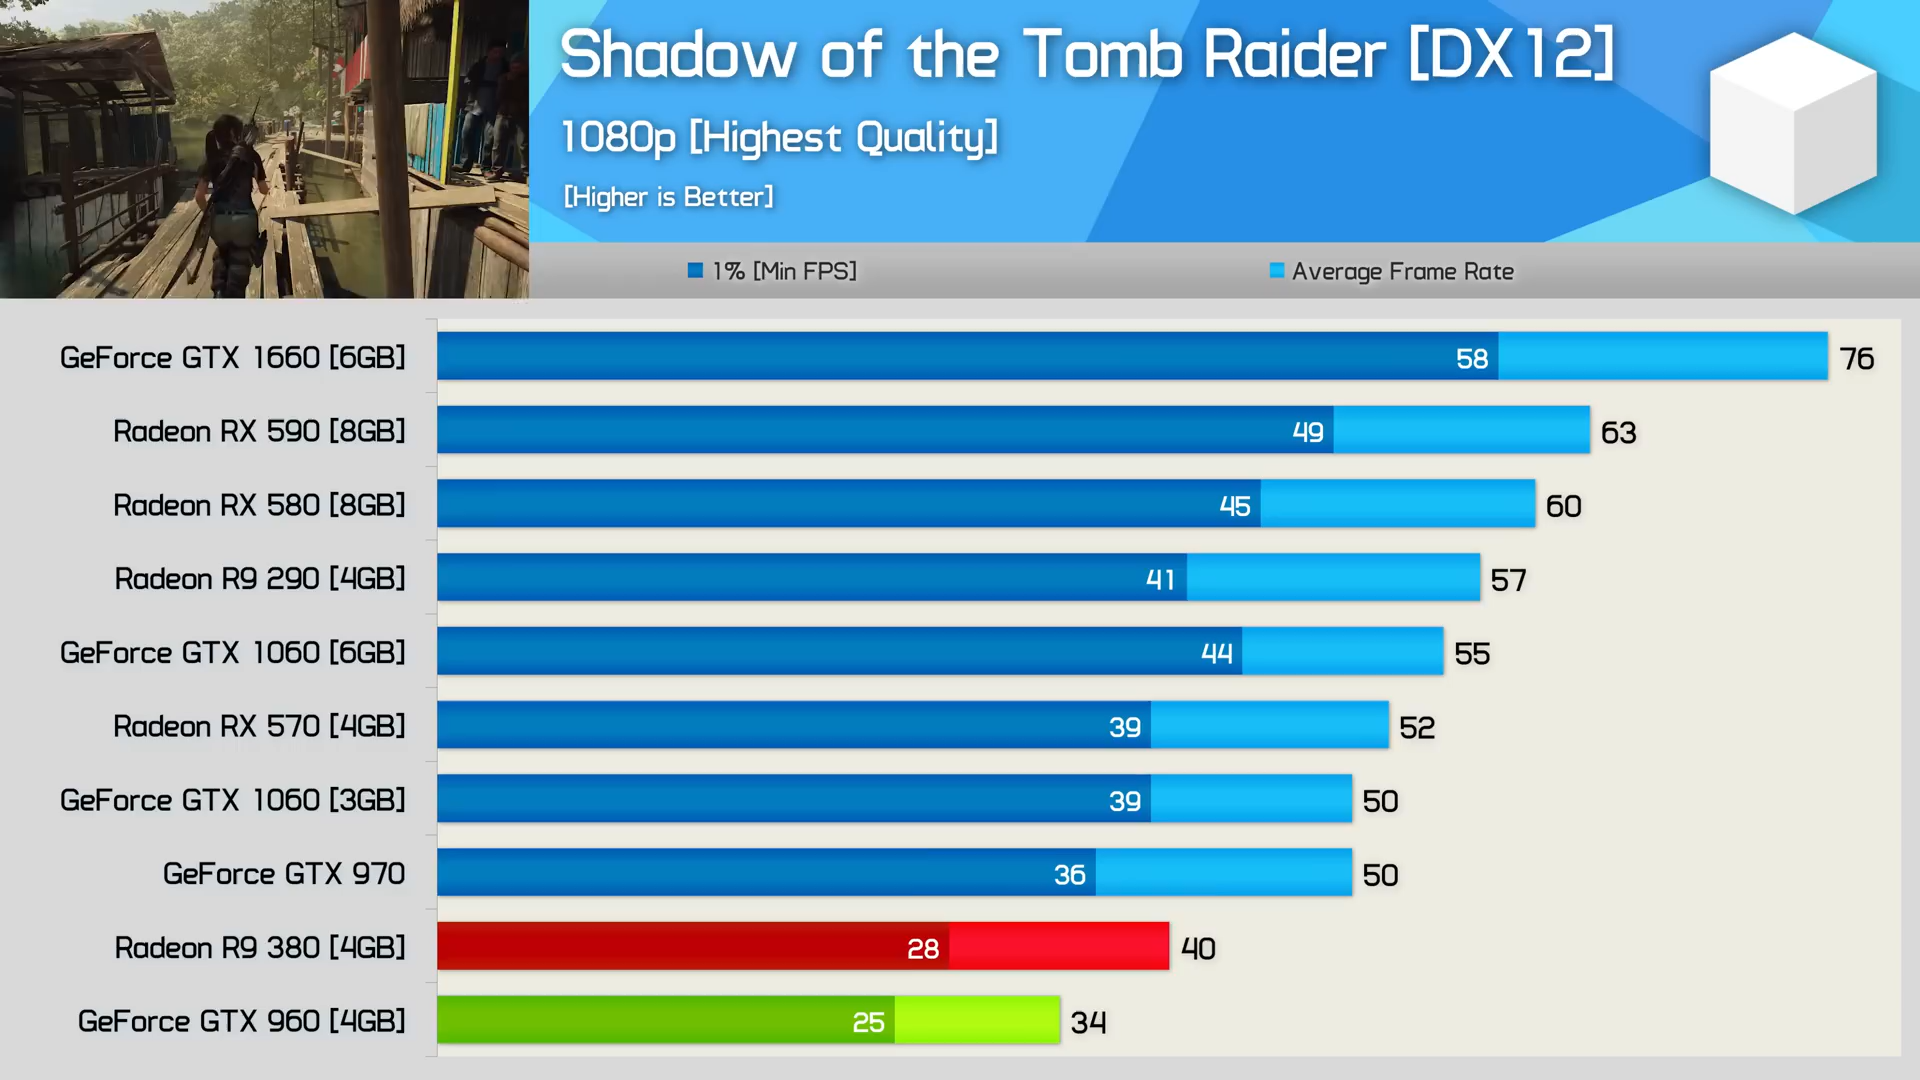 Shadow of the Tomb Raider [DX12]
1080p [Highest Quality]
[Higher is Better]
1% [Min FPS] Average Frame Rate
GeForce GTX 1660 [6GB] 58 76
Radeon RX 590 [8GB] 49 63
Radeon RX 580 [8GB] 45 60
Radeon R9 290 [4GB] 41 57
GeForce GTX 1060 [6GB] 44 55
Radeon RX 570 [4GB] 39 52
GeForce GTX 1060 [3GB] 39 50
GeForce GTX 970 36 50
Radeon R9 380 [4GB] 28 40
GeForce GTX 960 [4GB] 25 34